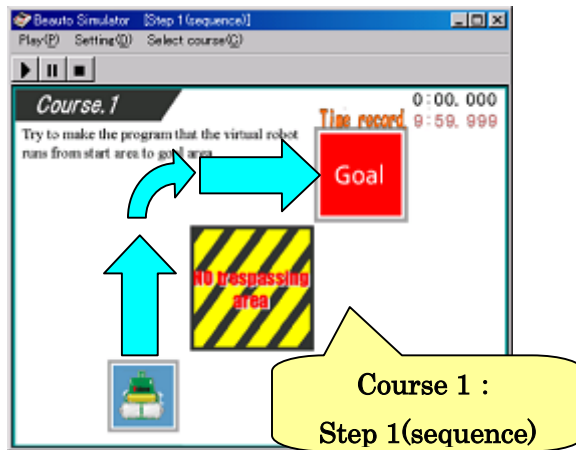 Beauto Simulator [Step 1(sequence)]
Play(P) Setting(D) Select course(C)
Course.1
0:00.000
Time record 9:59.999
Try to make the program that the virtual robot
runs from start area to goal area
Goal
NO trespassing
area
Course 1 :
Step 1(sequence)